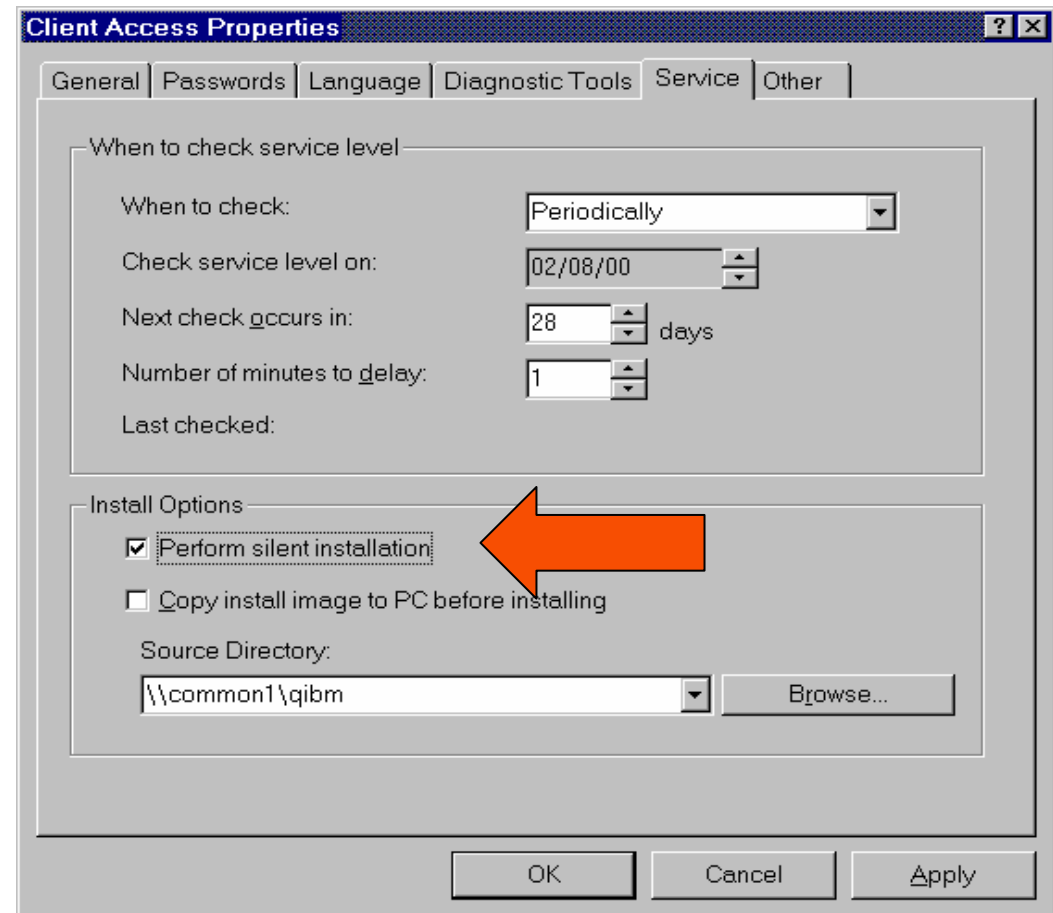 Client Access Properties
General Passwords Language Diagnostic Tools Service Other
When to check service level
When to check: Periodically
Check service level on: 02/08/00
Next check occurs in: 28 days
Number of minutes to delay: 1
Last checked:
Install Options
Perform silent installation
Copy install image to PC before installing
Source Directory:
\\common1\qibm Browse...
OK Cancel Apply